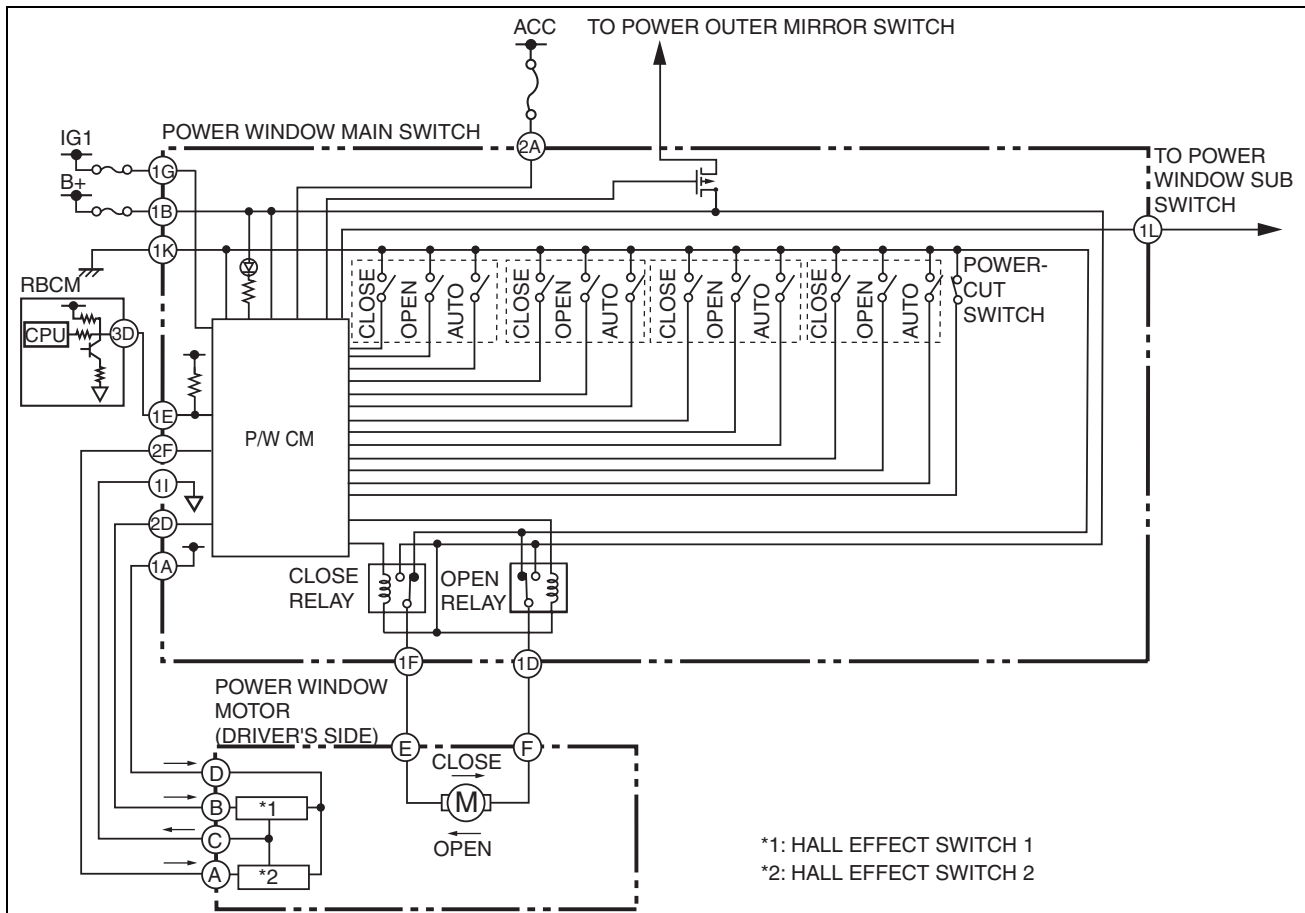 ACC
TO POWER OUTER MIRROR SWITCH
POWER WINDOW MAIN SWITCH
IG1
2A
1G
TO POWER
WINDOW SUB
SWITCH
B+
1B
1L
1K
POWER-
CUT
SWITCH
CLOSE
OPEN
AUTO
CLOSE
OPEN
AUTO
CLOSE
OPEN
AUTO
CLOSE
OPEN
AUTO
RBCM
CPU
3D
1E
P/W CM
2F
1I
2D
1A
CLOSE
RELAY
OPEN
RELAY
1F
1D
POWER WINDOW
MOTOR
(DRIVER'S SIDE)
E
F
CLOSE
M
OPEN
D
B
*1
C
A
*2
*1: HALL EFFECT SWITCH 1
*2: HALL EFFECT SWITCH 2